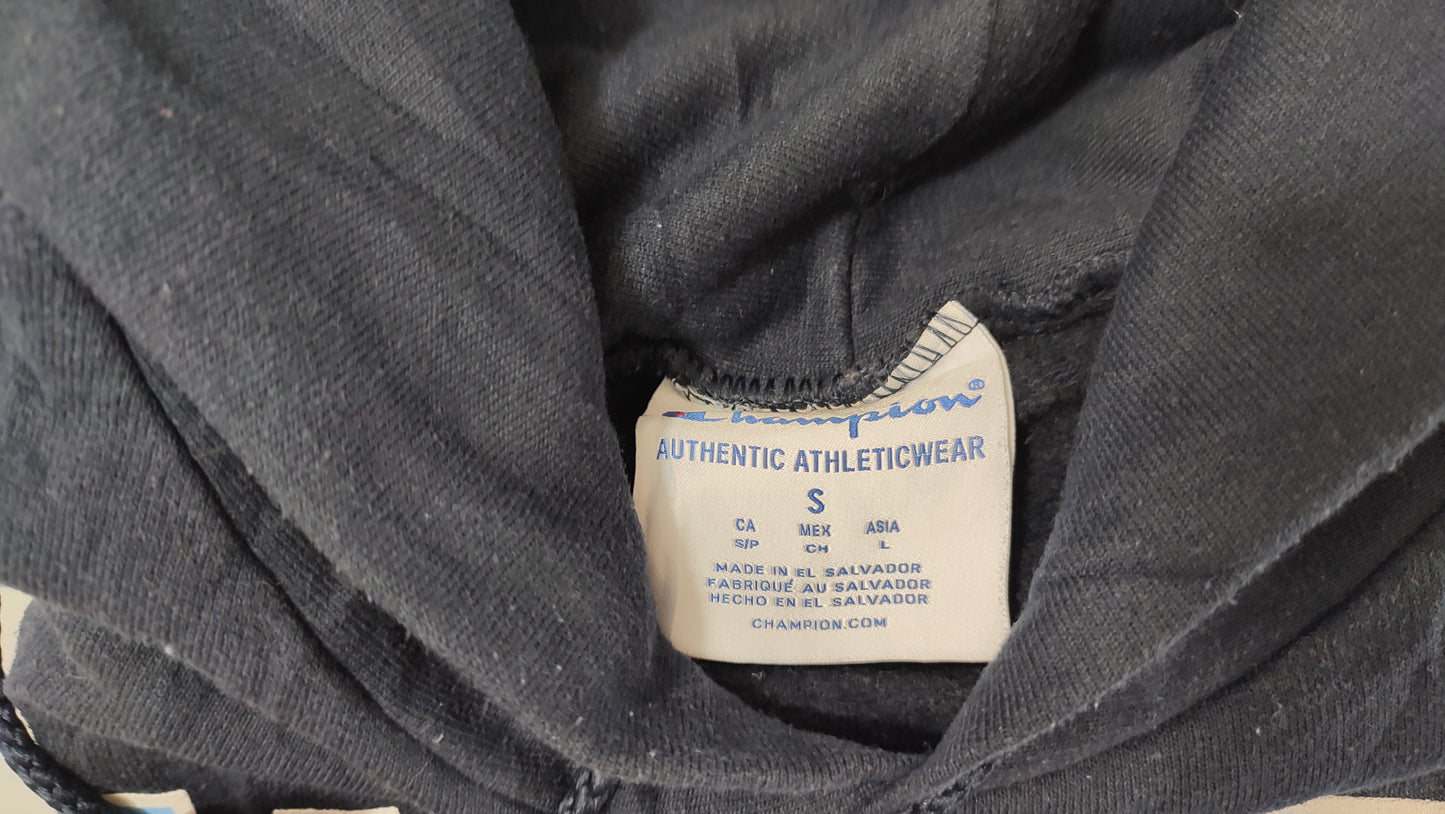 Champion®
AUTHENTIC ATHLETICWEAR
S
CA MEX ASIA
S/P CH L
MADE IN EL SALVADOR
FABRIQUÉ AU SALVADOR
HECHO EN EL SALVADOR
CHAMPION.COM